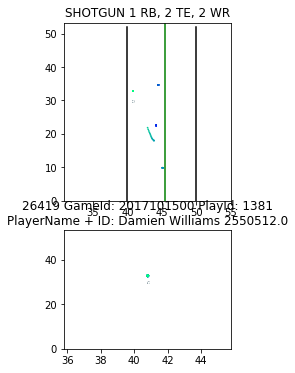 SHOTGUN 1 RB, 2 TE, 2 WR
50
40
30
20
10
0
35 40 45 50 55
26419 GameId: 2017101500 PlayId: 1381
PlayerName + ID: Damien Williams 2550512.0
40
20
0
36 38 40 42 44